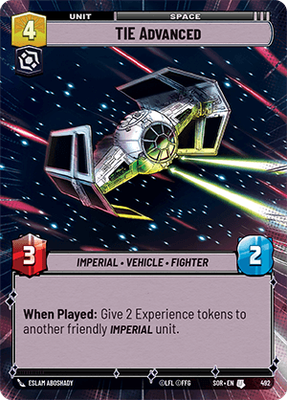 UNIT
SPACE
4
TIE Advanced
3
IMPERIAL • VEHICLE • FIGHTER
2
When Played: Give 2 Experience tokens to
another friendly IMPERIAL unit.
ESLAM ABOSHADY
©LFL ©FFG
SOR • EN
492